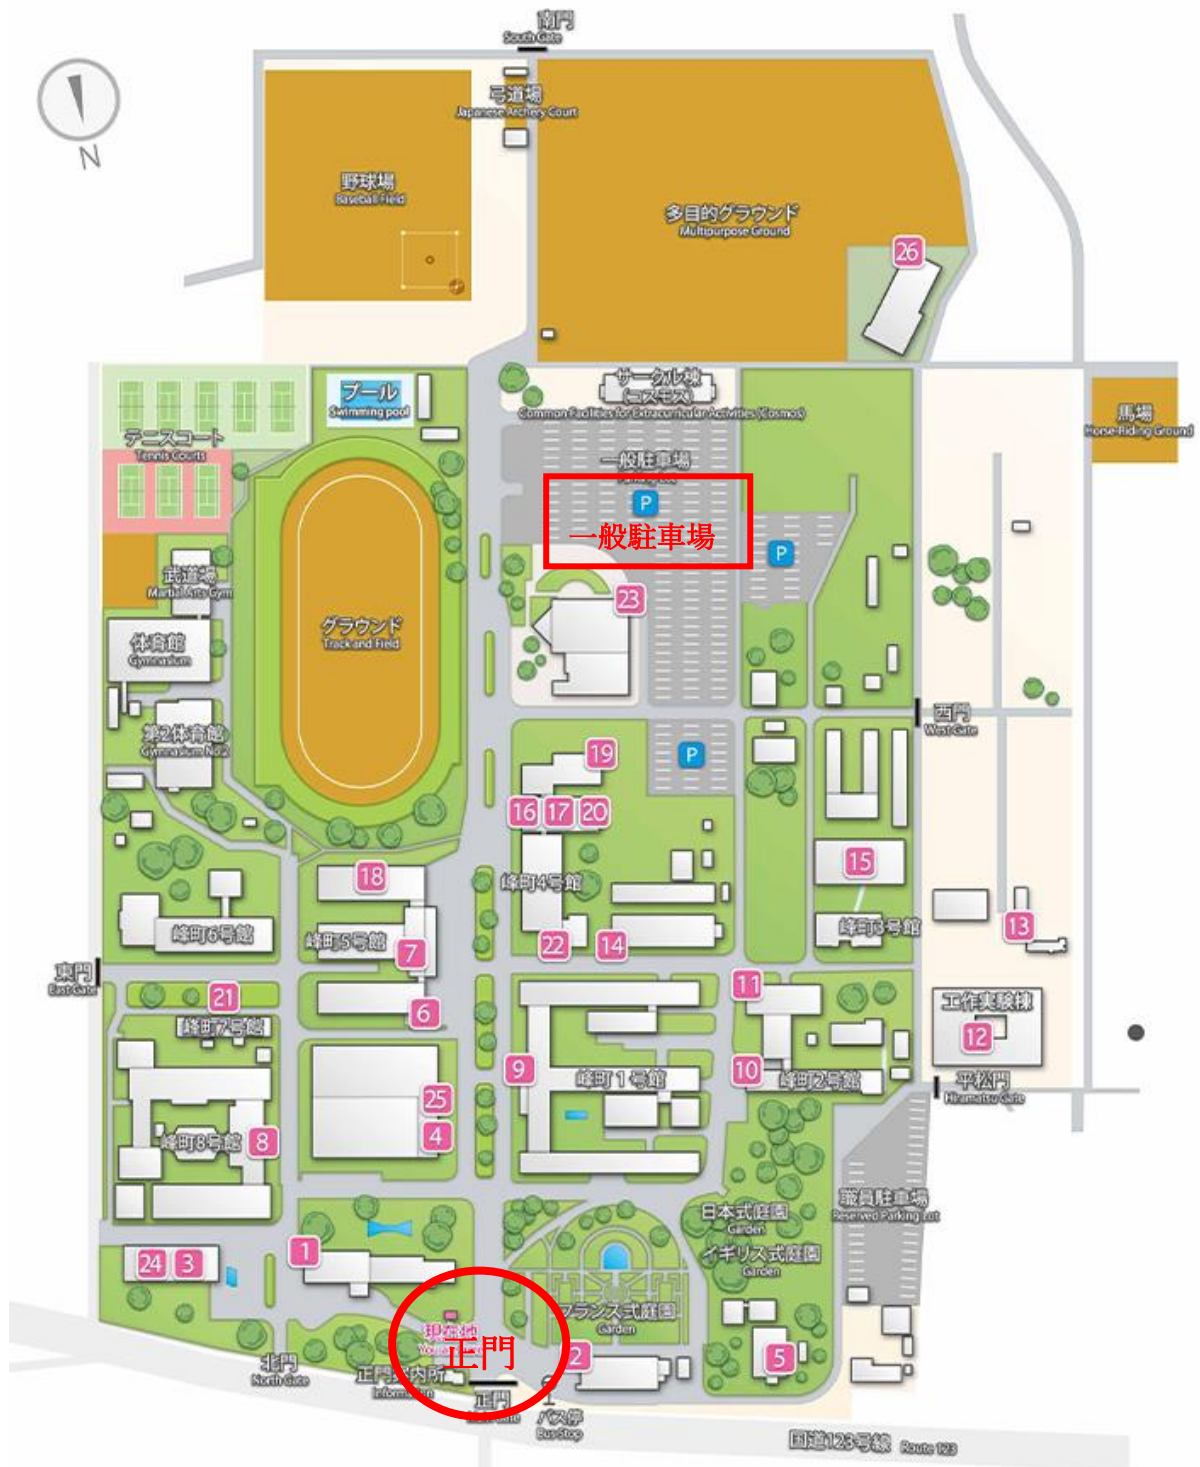 南門
South Gate
弓道場
Japanese Archery Court
N
野球場
Baseball Field
多目的グラウンド
Multipurpose Ground
26
サークル棟
(コスモス)
Common Facilities for Extracurricular Activities (Cosmos)
プール
Swimming pool
馬場
Horse-Riding Ground
テニスコート
Tennis Courts
一般駐車場
P
一般駐車場
P
武道場
Martial Arts Gym
23
グラウンド
Track and Field
体育館
Gymnasium
西門
West Gate
第2体育館
Gymnasium No.2
19
P
16
17
20
15
18
峰町4号館
峰町6号館
峰町5号館
7
22
14
峰町3号館
13
東門
East Gate
21
11
6
工作実験棟
12
峰町7号館
9
峰町1号館
10
峰町2号館
平松門
Hiramatsu Gate
25
4
峰町8号館
8
職員駐車場
Reserved Parking Lot
日本式庭園
Garden
イギリス式庭園
Garden
24
3
1
フランス式庭園
Garden
現在地
正門
2
5
北門
North Gate
正門案内所
Information
正門
バス停
Bus Stop
国道123号線 Route 123